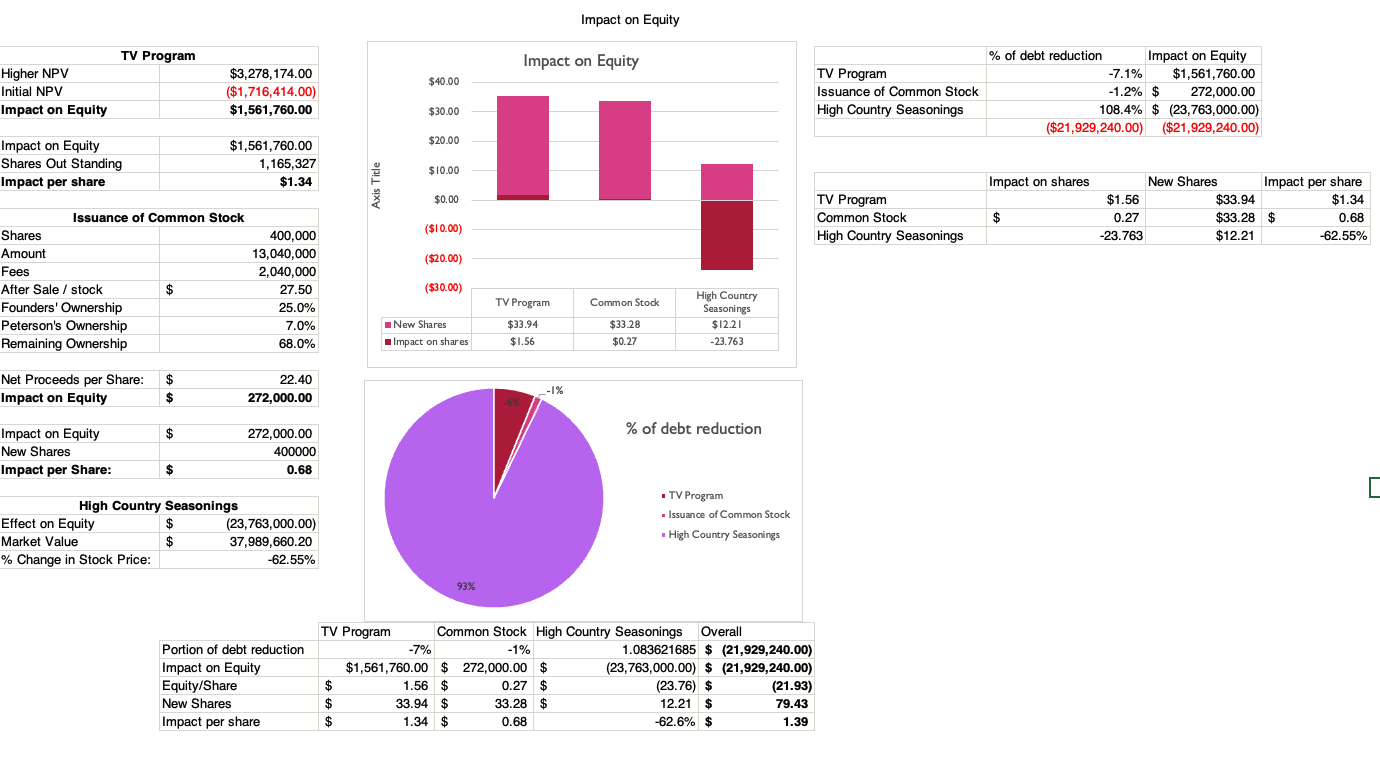 Impact on Equity
TV Program
Higher NPV $3,278,174.00
Initial NPV ($1,716,414.00)
Impact on Equity $1,561,760.00
Impact on Equity $1,561,760.00
Shares Out Standing 1,165,327
Impact per share $1.34
Issuance of Common Stock
Shares 400,000
Amount 13,040,000
Fees 2,040,000
After Sale / stock $ 27.50
Founders' Ownership 25.0%
Peterson's Ownership 7.0%
Remaining Ownership 68.0%
Net Proceeds per Share: $ 22.40
Impact on Equity $ 272,000.00
Impact on Equity $ 272,000.00
New Shares 400000
Impact per Share: $ 0.68
High Country Seasonings
Effect on Equity $ (23,763,000.00)
Market Value $ 37,989,660.20
% Change in Stock Price: -62.55%
Impact on Equity
Axis Title
$40.00
$30.00
$20.00
$10.00
$0.00
($10.00)
($20.00)
($30.00)
TV Program Common Stock High Country
Seasonings
New Shares $33.94 $33.28 $12.21
Impact on shares $1.56 $0.27 -23.763
% of debt reduction
-6%
-1%
93%
TV Program
Issuance of Common Stock
High Country Seasonings
% of debt reduction Impact on Equity
TV Program -7.1% $1,561,760.00
Issuance of Common Stock -1.2% $ 272,000.00
High Country Seasonings 108.4% $ (23,763,000.00)
($21,929,240.00) ($21,929,240.00)
Impact on shares New Shares Impact per share
TV Program $1.56 $33.94 $1.34
Common Stock $ 0.27 $33.28 $ 0.68
High Country Seasonings -23.763 $12.21 -62.55%
TV Program Common Stock High Country Seasonings Overall
Portion of debt reduction -7% -1% 1.083621685 $ (21,929,240.00)
Impact on Equity $1,561,760.00 $ 272,000.00 $ (23,763,000.00) $ (21,929,240.00)
Equity/Share $ 1.56 $ 0.27 $ (23.76) $ (21.93)
New Shares $ 33.94 $ 33.28 $ 12.21 $ 79.43
Impact per share $ 1.34 $ 0.68 -62.6% $ 1.39